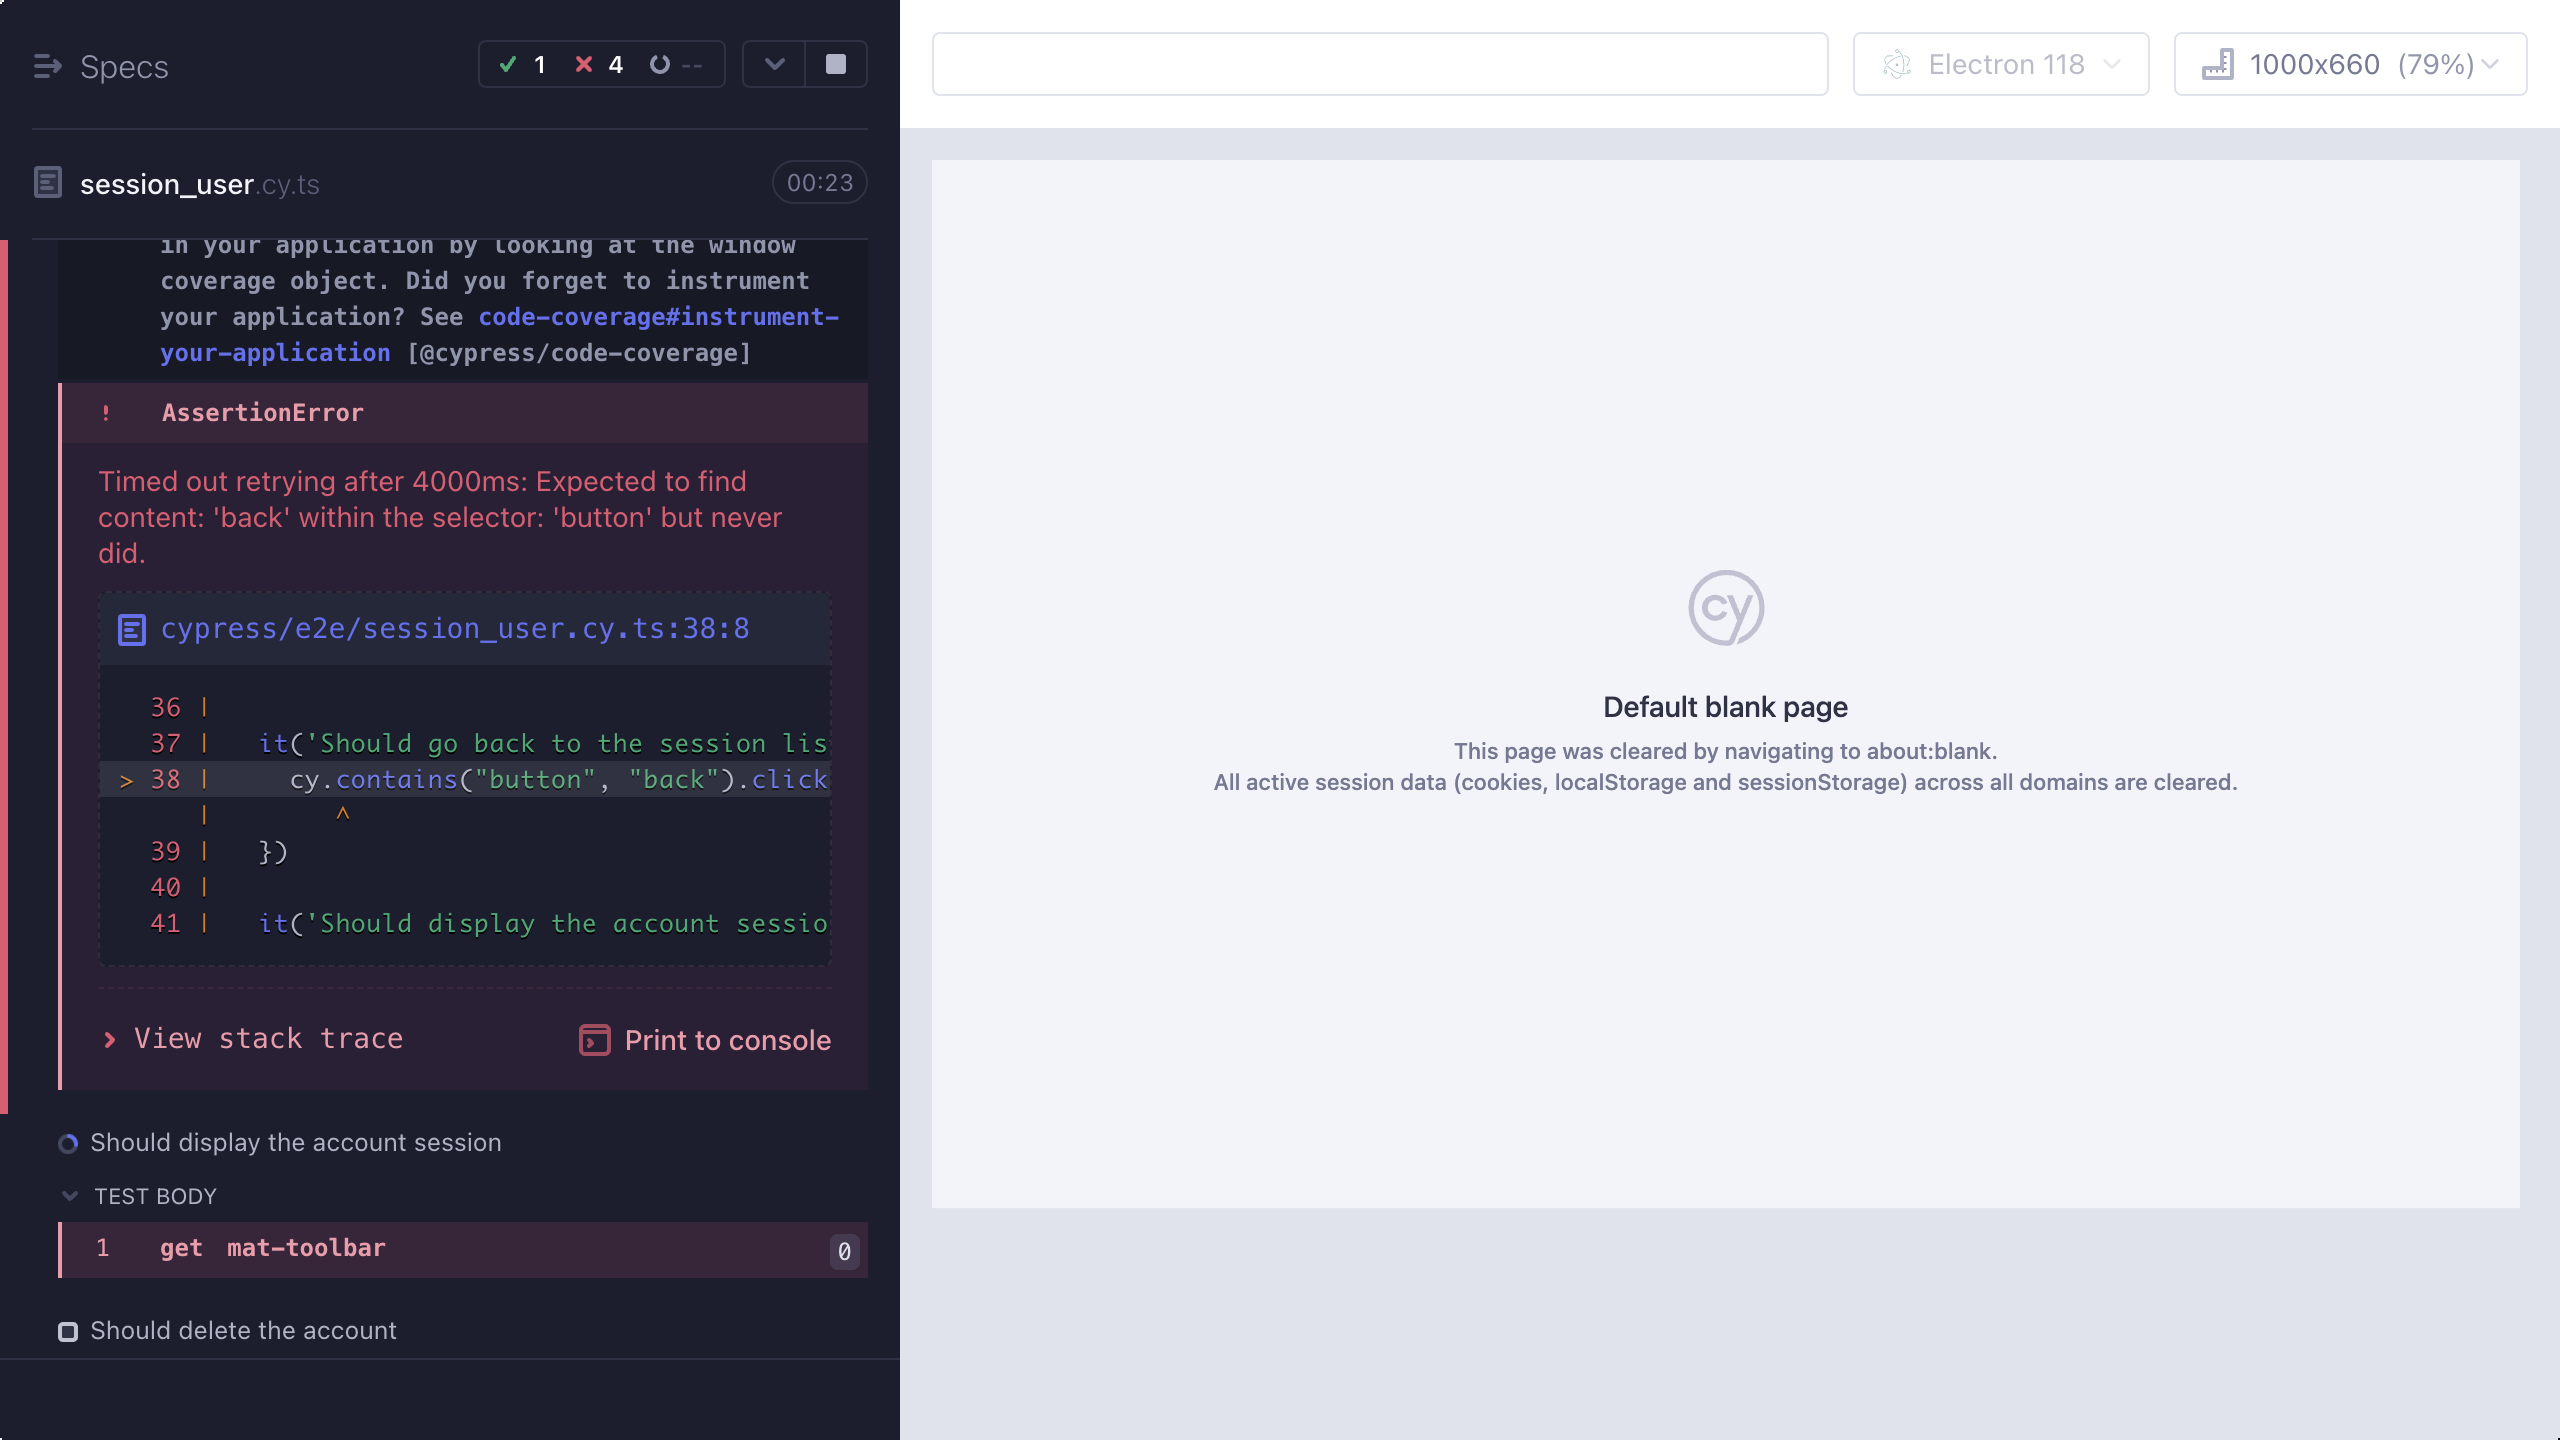 Specs
1 4 --
session_user.cy.ts
00:23
in your application by looking at the window
coverage object. Did you forget to instrument
your application? See code-coverage#instrument-
your-application [@cypress/code-coverage]
! AssertionError
Timed out retrying after 4000ms: Expected to find
content: 'back' within the selector: 'button' but never
did.
cypress/e2e/session_user.cy.ts:38:8
36 |
37 | it('Should go back to the session lis
> 38 | cy.contains("button", "back").click
| ^
39 | })
40 |
41 | it('Should display the account sessio
View stack trace
Print to console
Should display the account session
TEST BODY
1 get mat-toolbar 0
Should delete the account
Electron 118
1000x660 (79%)
cy
Default blank page
This page was cleared by navigating to about:blank.
All active session data (cookies, localStorage and sessionStorage) across all domains are cleared.